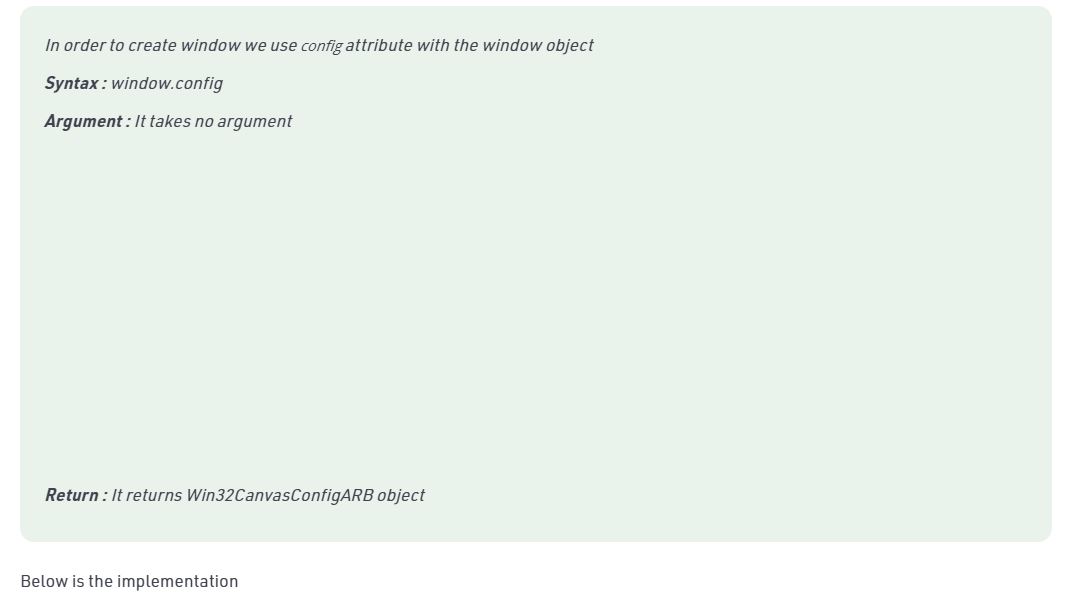 In order to create window we use config attribute with the window object
Syntax : window.config
Argument : It takes no argument
Return : It returns Win32CanvasConfigARB object
Below is the implementation